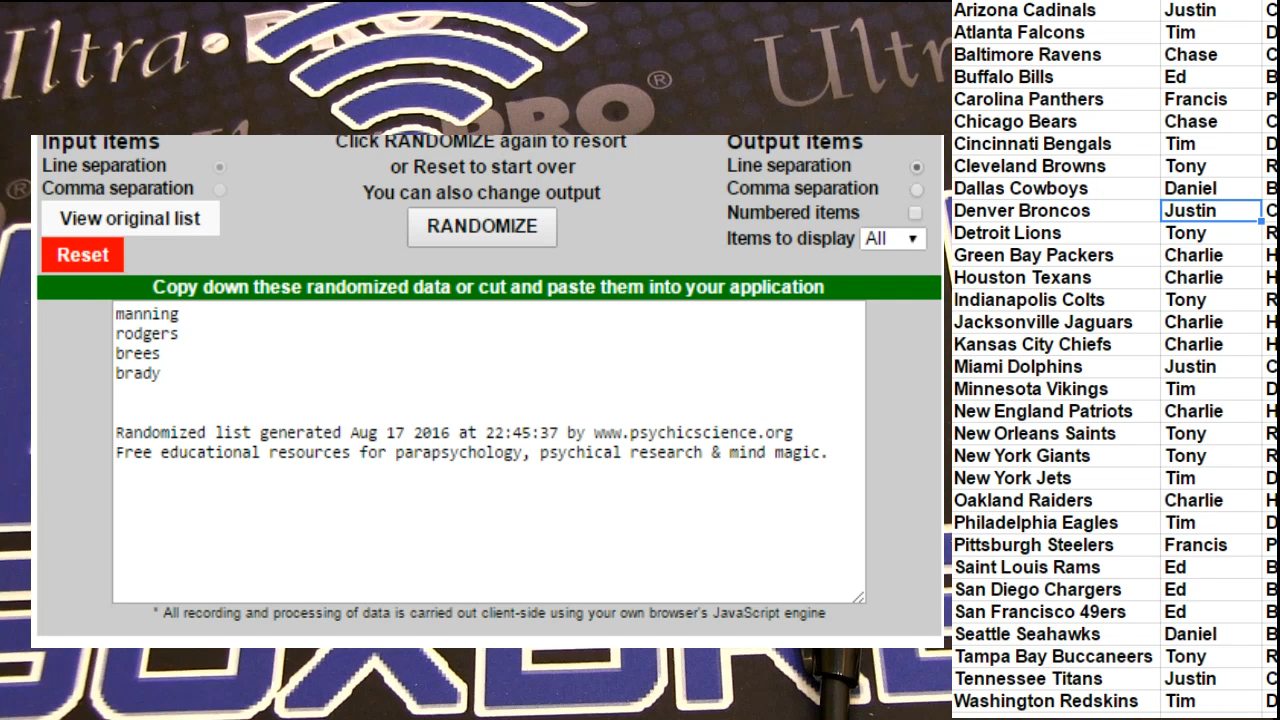 Ultra PRO
®
Ultr
PRO
®
Input Items
Line separation
Comma separation
View original list
Reset
Click RANDOMIZE again to resort
or Reset to start over
You can also change output
RANDOMIZE
Output Items
Line separation
Comma separation
Numbered items
Items to display All
Copy down these randomized data or cut and paste them into your application
manning
rodgers
brees
brady
Randomized list generated Aug 17 2016 at 22:45:37 by www.psychicscience.org
Free educational resources for parapsychology, psychical research & mind magic.
* All recording and processing of data is carried out client-side using your own browser's JavaScript engine
Arizona Cadinals Justin C
Atlanta Falcons Tim D
Baltimore Ravens Chase C
Buffalo Bills Ed B
Carolina Panthers Francis P
Chicago Bears Chase C
Cincinnati Bengals Tim D
Cleveland Browns Tony R
Dallas Cowboys Daniel B
Denver Broncos Justin C
Detroit Lions Tony R
Green Bay Packers Charlie H
Houston Texans Charlie H
Indianapolis Colts Tony R
Jacksonville Jaguars Charlie H
Kansas City Chiefs Charlie H
Miami Dolphins Justin C
Minnesota Vikings Tim D
New England Patriots Charlie H
New Orleans Saints Tony R
New York Giants Tony R
New York Jets Tim D
Oakland Raiders Charlie H
Philadelphia Eagles Tim D
Pittsburgh Steelers Francis P
Saint Louis Rams Ed B
San Diego Chargers Ed B
San Francisco 49ers Ed B
Seattle Seahawks Daniel B
Tampa Bay Buccaneers Tony R
Tennessee Titans Justin C
Washington Redskins Tim D